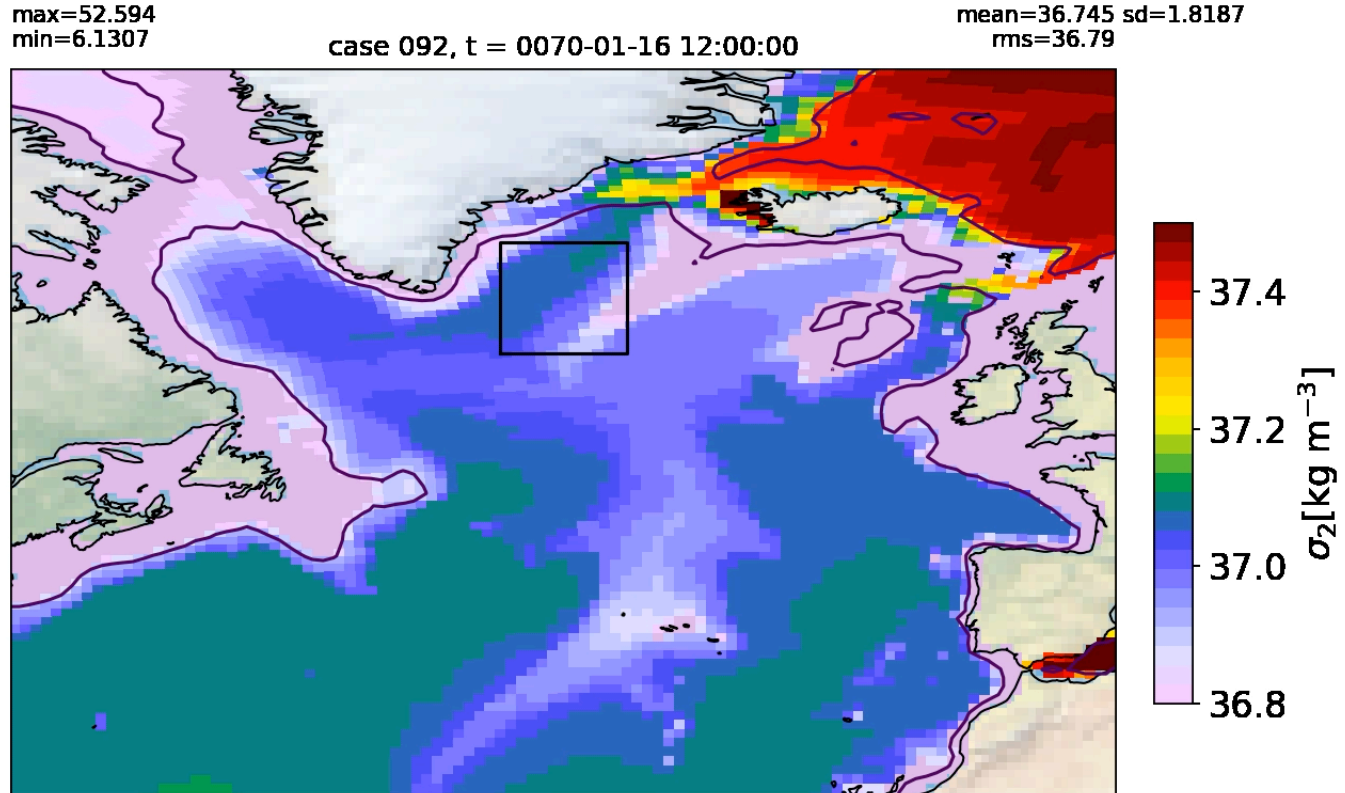 max=52.594
min=6.1307
mean=36.745 sd=1.8187
rms=36.79
case 092, t = 0070-01-16 12:00:00
37.4
37.2
37.0
36.8
σ₂[kg m⁻³]